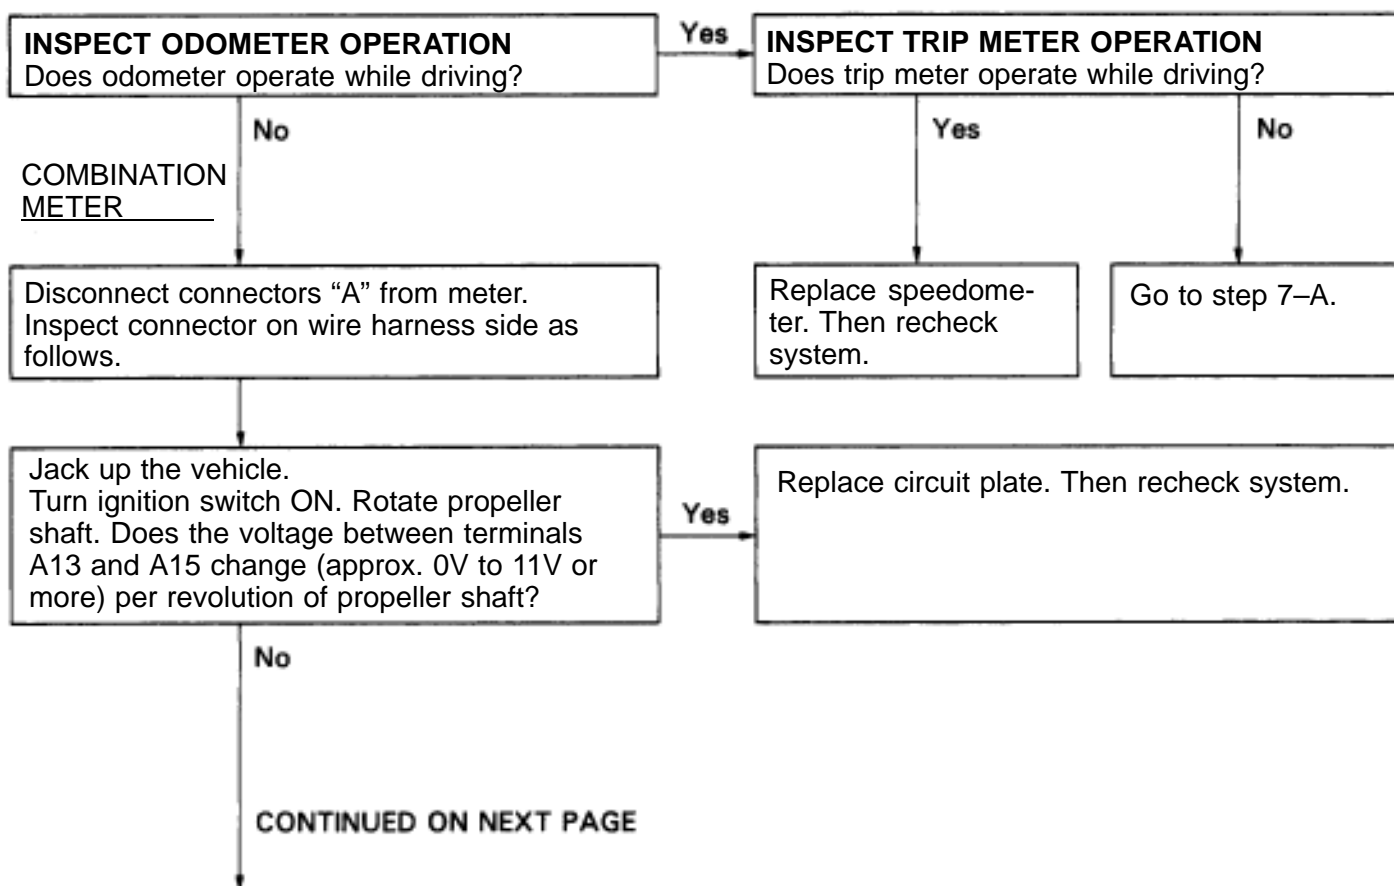 INSPECT ODOMETER OPERATION
Does odometer operate while driving?
Yes
INSPECT TRIP METER OPERATION
Does trip meter operate while driving?
No
Yes
No
COMBINATION
METER
Disconnect connectors “A” from meter.
Inspect connector on wire harness side as
follows.
Replace speedome-
ter. Then recheck
system.
Go to step 7–A.
Jack up the vehicle.
Turn ignition switch ON. Rotate propeller
shaft. Does the voltage between terminals
A13 and A15 change (approx. 0V to 11V or
more) per revolution of propeller shaft?
Yes
Replace circuit plate. Then recheck system.
No
CONTINUED ON NEXT PAGE